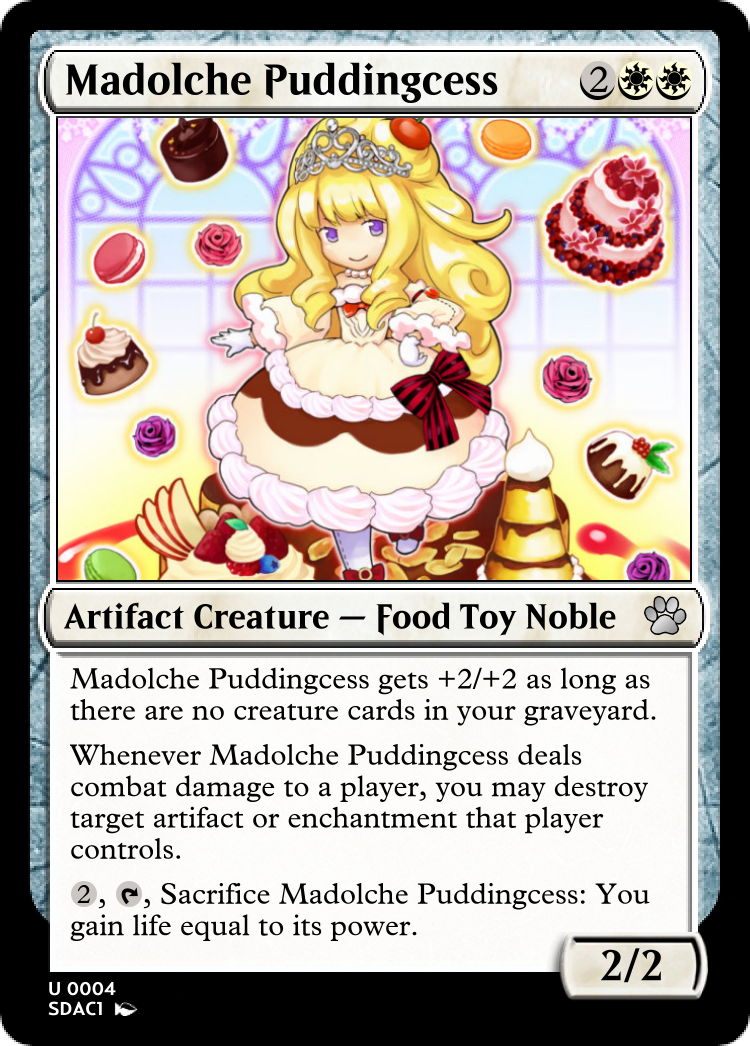 Madolche Puddingcess 2
Artifact Creature — Food Toy Noble
Madolche Puddingcess gets +2/+2 as long as
there are no creature cards in your graveyard.
Whenever Madolche Puddingcess deals
combat damage to a player, you may destroy
target artifact or enchantment that player
controls.
2, , Sacrifice Madolche Puddingcess: You
gain life equal to its power.
2/2
U 0004
SDAC1